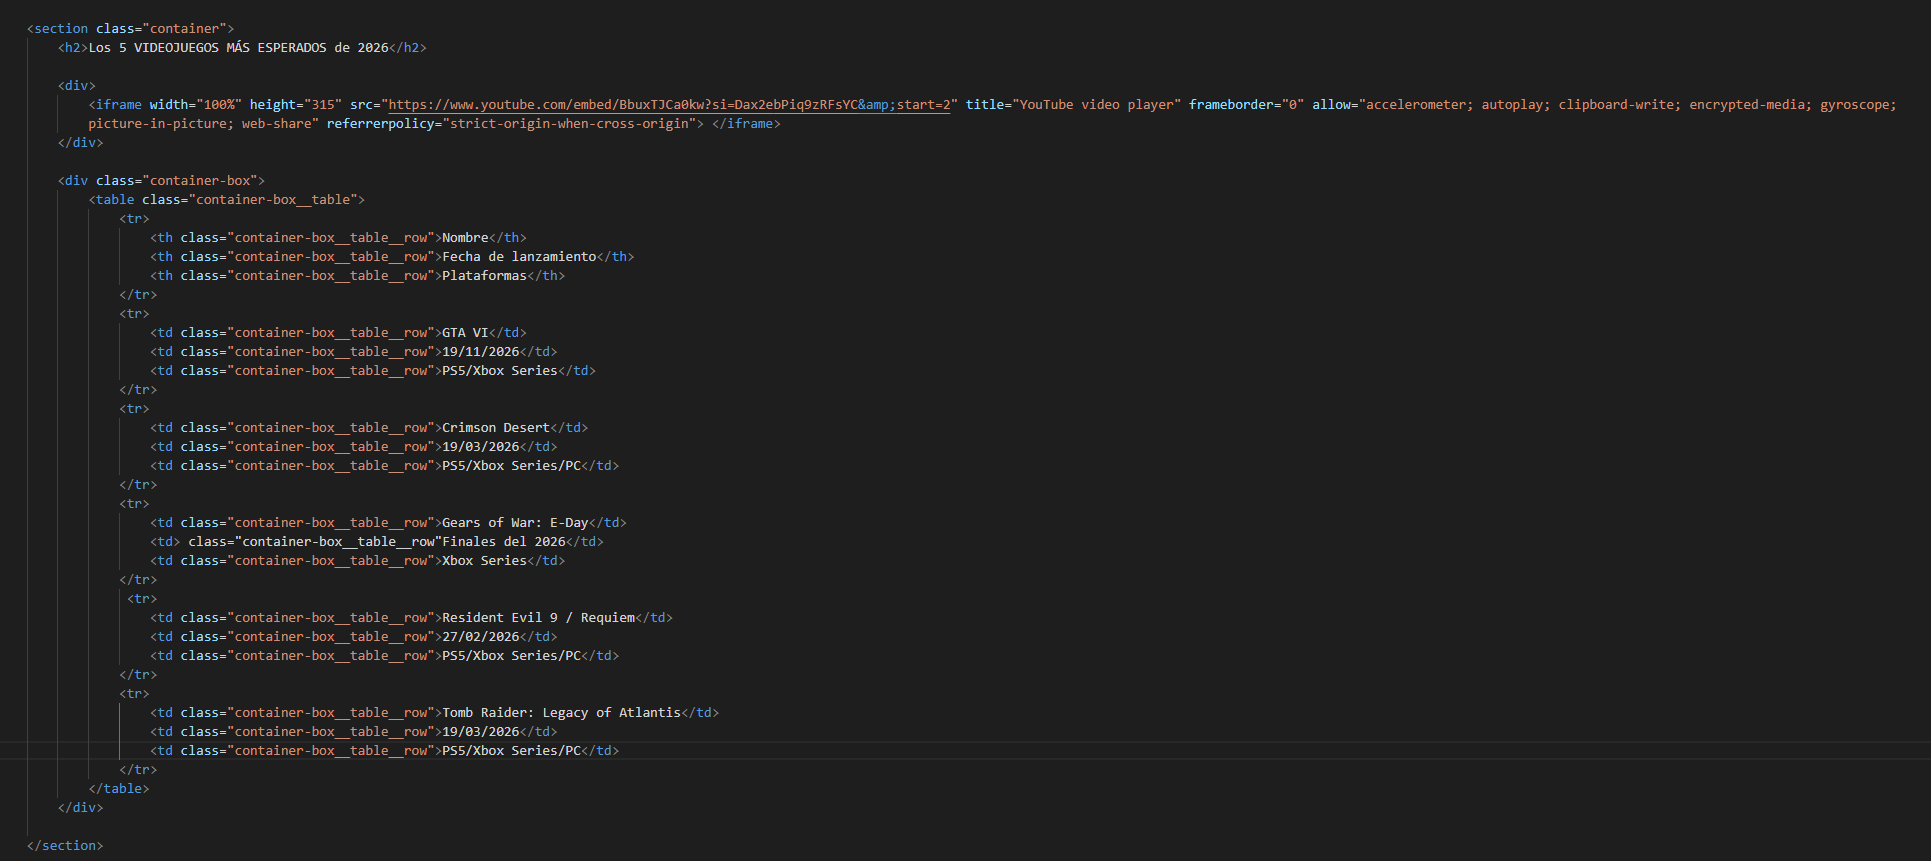 <section class="container">
<h2>Los 5 VIDEOJUEGOS MÁS ESPERADOS de 2026</h2>
<div>
<iframe width="100%" height="315" src="https://www.youtube.com/embed/BbuxTJCa0kw?si=Dax2ebPiq9zRFsYC&amp;start=2" title="YouTube video player" frameborder="0" allow="accelerometer; autoplay; clipboard-write; encrypted-media; gyroscope;
picture-in-picture; web-share" referrerpolicy="strict-origin-when-cross-origin"> </iframe>
</div>
<div class="container-box">
<table class="container-box__table">
<tr>
<th class="container-box__table__row">Nombre</th>
<th class="container-box__table__row">Fecha de lanzamiento</th>
<th class="container-box__table__row">Plataformas</th>
</tr>
<tr>
<td class="container-box__table__row">GTA VI</td>
<td class="container-box__table__row">19/11/2026</td>
<td class="container-box__table__row">PS5/Xbox Series</td>
</tr>
<tr>
<td class="container-box__table__row">Crimson Desert</td>
<td class="container-box__table__row">19/03/2026</td>
<td class="container-box__table__row">PS5/Xbox Series/PC</td>
</tr>
<tr>
<td class="container-box__table__row">Gears of War: E-Day</td>
<td> class="container-box__table__row"Finales del 2026</td>
<td class="container-box__table__row">Xbox Series</td>
</tr>
<tr>
<td class="container-box__table__row">Resident Evil 9 / Requiem</td>
<td class="container-box__table__row">27/02/2026</td>
<td class="container-box__table__row">PS5/Xbox Series/PC</td>
</tr>
<tr>
<td class="container-box__table__row">Tomb Raider: Legacy of Atlantis</td>
<td class="container-box__table__row">19/03/2026</td>
<td class="container-box__table__row">PS5/Xbox Series/PC</td>
</tr>
</table>
</div>
</section>